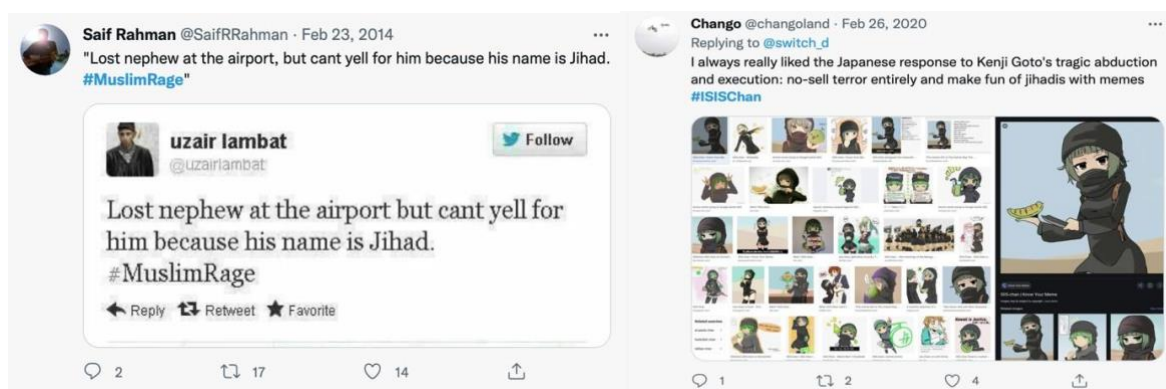 Saif Rahman @SaifRRahman · Feb 23, 2014
"Lost nephew at the airport, but cant yell for him because his name is Jihad.
#MuslimRage"
uzair lambat
@uzairlambat
Follow
Lost nephew at the airport but cant yell for
him because his name is Jihad.
#MuslimRage
Reply Retweet Favorite
2 17 14
Chango @changoland · Feb 26, 2020
Replying to @switch_d
I always really liked the Japanese response to Kenji Goto's tragic abduction
and execution: no-sell terror entirely and make fun of jihadis with memes
#ISISChan
1 2 4